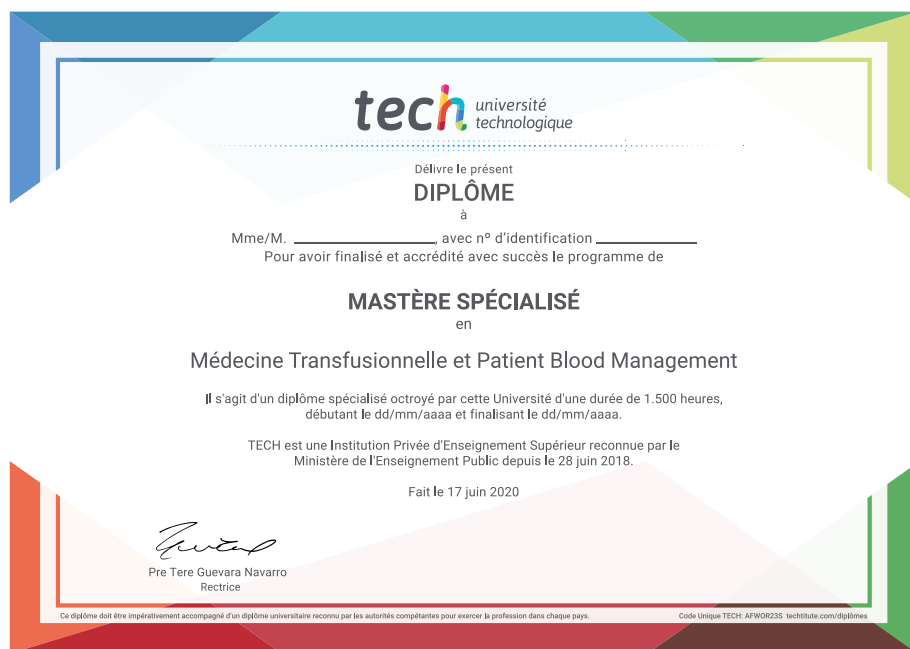 tech université
technologique
Délivre le présent
DIPLÔME
à
Mme/M. ____________________, avec nº d'identification ______________
Pour avoir finalisé et accrédité avec succès le programme de
MASTÈRE SPÉCIALISÉ
en
Médecine Transfusionnelle et Patient Blood Management
Il s'agit d'un diplôme spécialisé octroyé par cette Université d'une durée de 1.500 heures,
débutant le dd/mm/aaaa et finalisant le dd/mm/aaaa.
TECH est une Institution Privée d'Enseignement Supérieur reconnue par le
Ministère de l'Enseignement Public depuis le 28 juin 2018.
Fait le 17 juin 2020
Pre Tere Guevara Navarro
Rectrice
Ce diplôme doit être impérativement accompagné d'un diplôme universitaire reconnu par les autorités compétentes pour exercer la profession dans chaque pays.
Code Unique TECH: AFWOR23S techtitute.com/diplômes